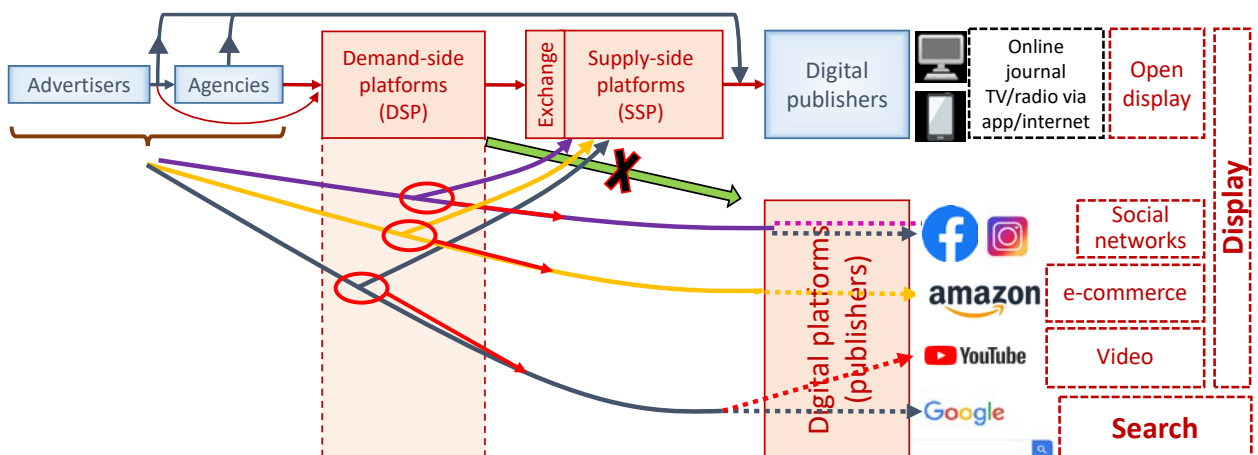 Advertisers
Agencies
Demand-side
platforms
(DSP)
Exchange
Supply-side
platforms
(SSP)
Digital
publishers
Online
journal
TV/radio via
app/internet
Open
display
Display
Digital platforms
(publishers)
Social
networks
amazon
e-commerce
YouTube
Video
Google
Search